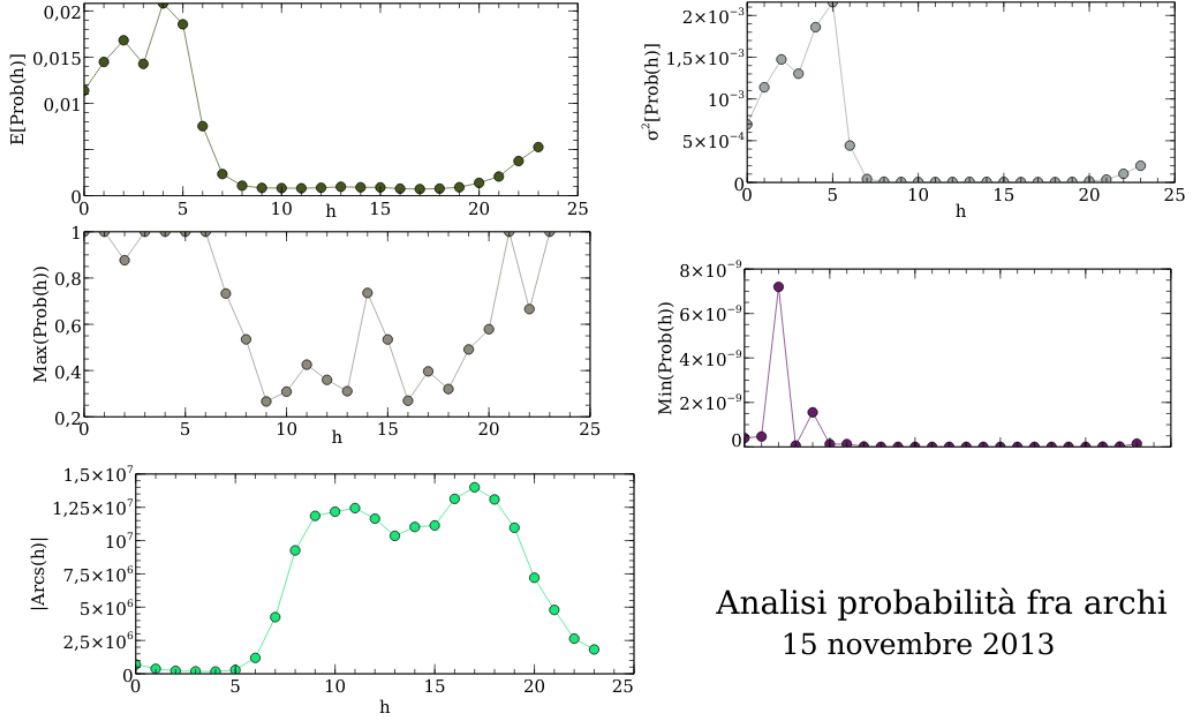 E[Prob(h)]
0,02
0,015
0,01
0
0 5 10 15 20 25
h
σ²[Prob(h)]
2×10⁻³
1,5×10⁻³
10⁻³
5×10⁻⁴
0
0 5 10 15 20 25
h
Max(Prob(h))
1
0,8
0,6
0,4
0,2
0 5 10 15 20 25
h
Min(Prob(h))
8×10⁻⁹
6×10⁻⁹
4×10⁻⁹
2×10⁻⁹
0
|Arcs(h)|
1,5×10⁷
1,25×10⁷
10⁷
7,5×10⁶
5×10⁶
2,5×10⁶
0
0 5 10 15 20 25
h
Analisi probabilità fra archi
15 novembre 2013